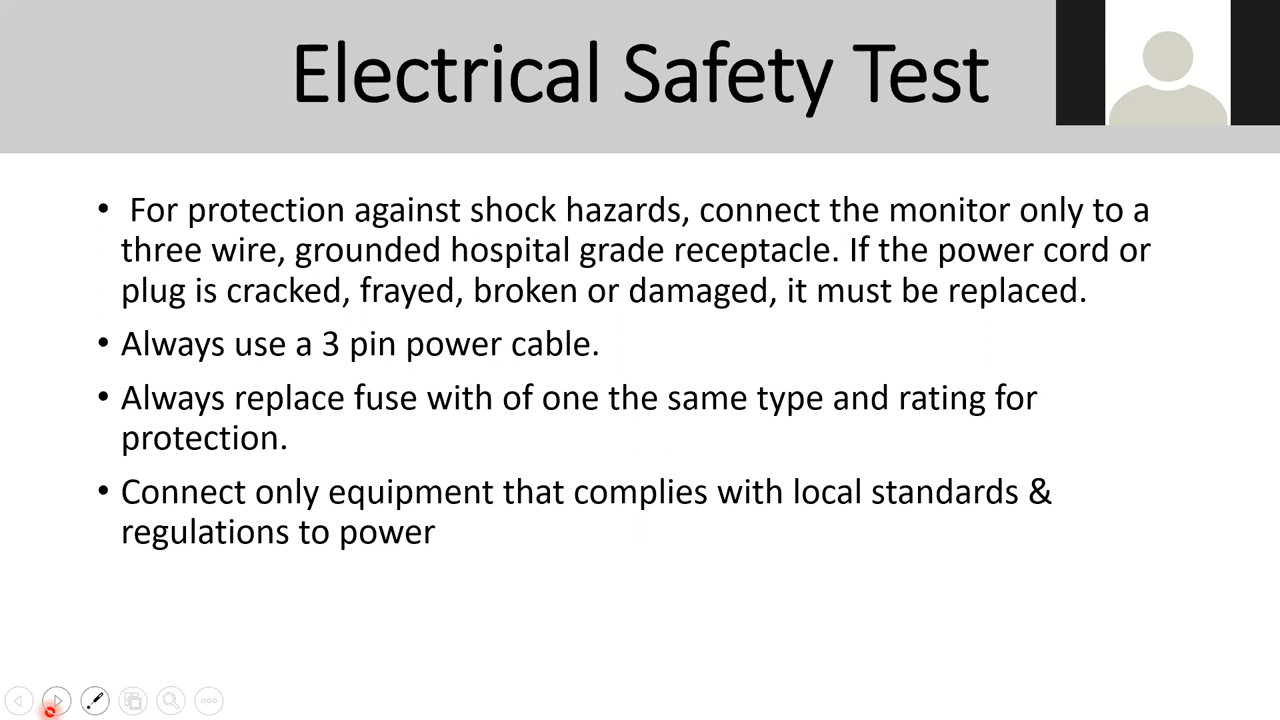 Electrical Safety Test
• For protection against shock hazards, connect the monitor only to a
three wire, grounded hospital grade receptacle. If the power cord or
plug is cracked, frayed, broken or damaged, it must be replaced.
• Always use a 3 pin power cable.
• Always replace fuse with of one the same type and rating for
protection.
• Connect only equipment that complies with local standards &
regulations to power